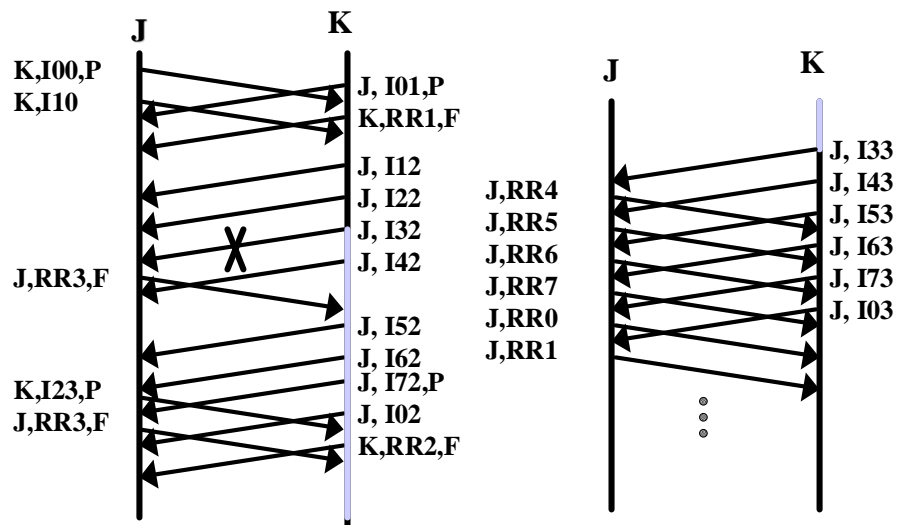 J
K
K,I00,P
K,I10
J, I01,P
K,RR1,F
J, I12
J, I22
J, I32
X
J, I42
J,RR3,F
J, I52
J, I62
J, I72,P
K,I23,P
J, I02
J,RR3,F
K,RR2,F
J
K
J, I33
J, I43
J,RR4
J, I53
J,RR5
J, I63
J,RR6
J, I73
J,RR7
J, I03
J,RR0
J,RR1